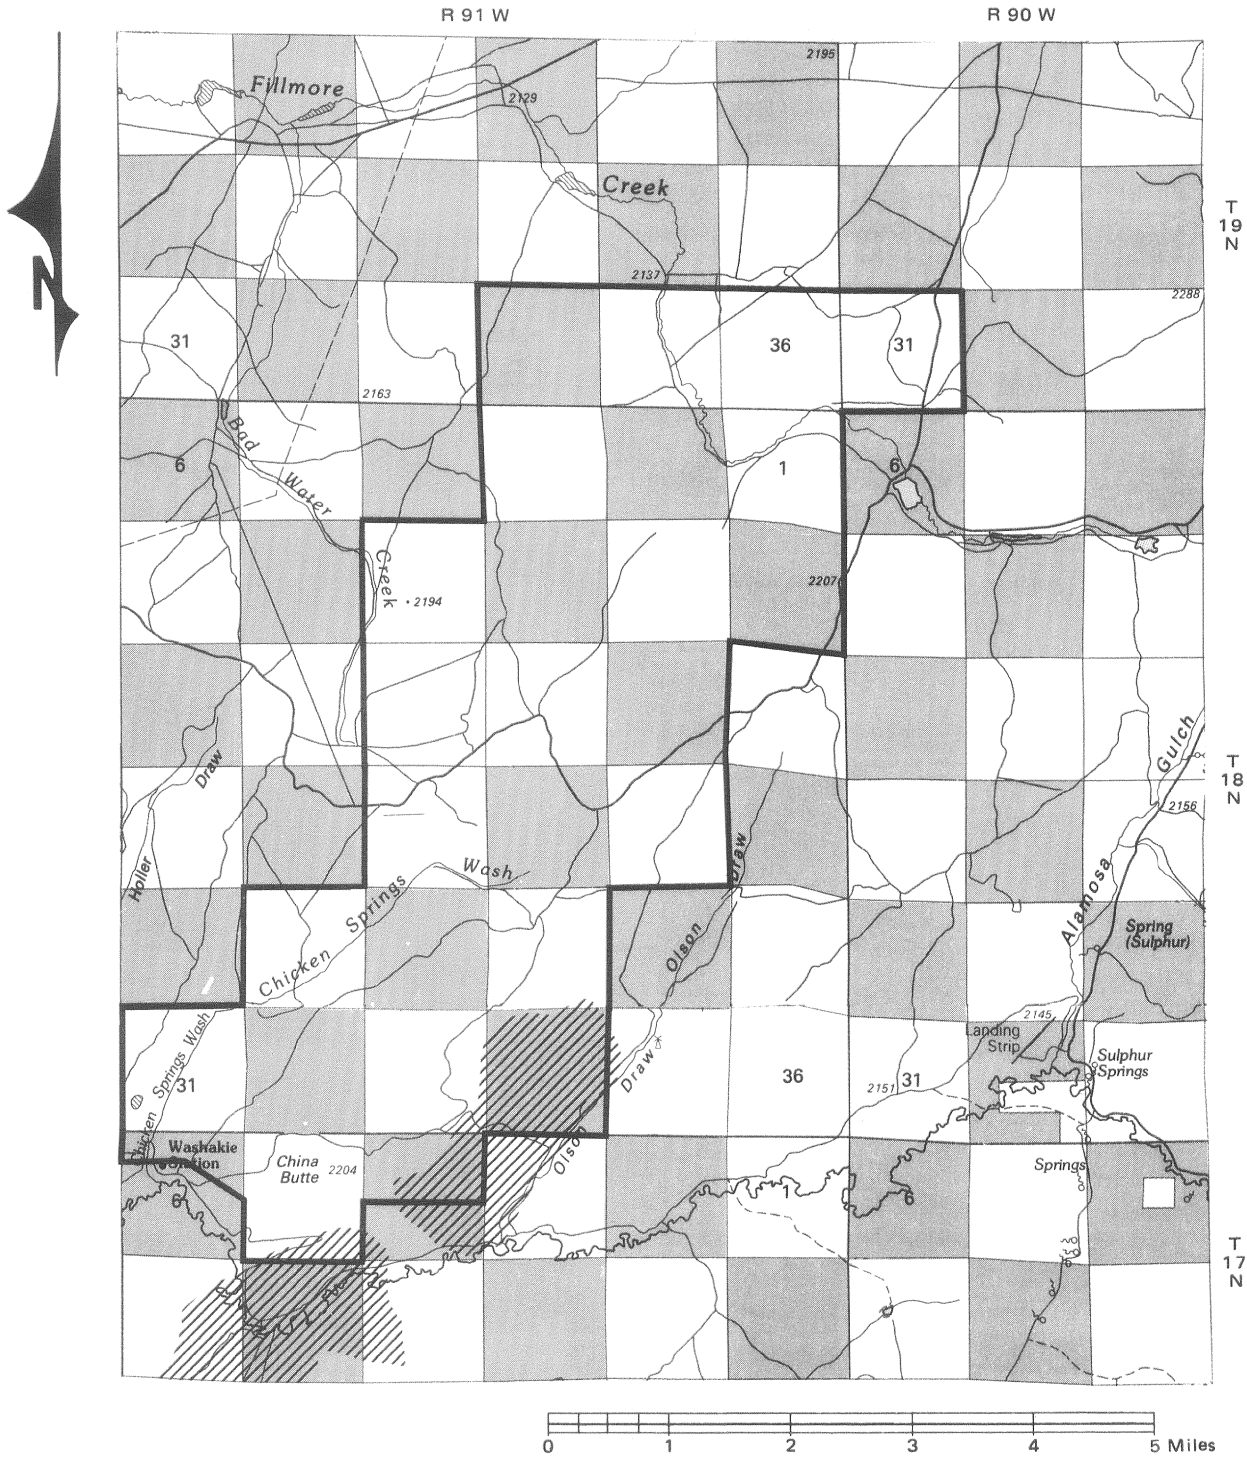 R 91 W
R 90 W
2195
Fillmore
2129
Creek
T
19
N
N
2137
2288
31
36
31
2163
Bad
6
1
6
Water
Creek
2194
2207
Gulch
T
18
N
Draw
2156
Holler
Wash
Draw
Springs
Alamosa
Chicken
Olson
Spring
(Sulphur)
Chicken Springs Wash
2145
Landing
Strip
Draw
Sulphur
Springs
31
36
31
2151
Washakie
Station
China
Butte
2204
Olson
Springs
6
1
6
T
17
N
0 1 2 3 4 5 Miles